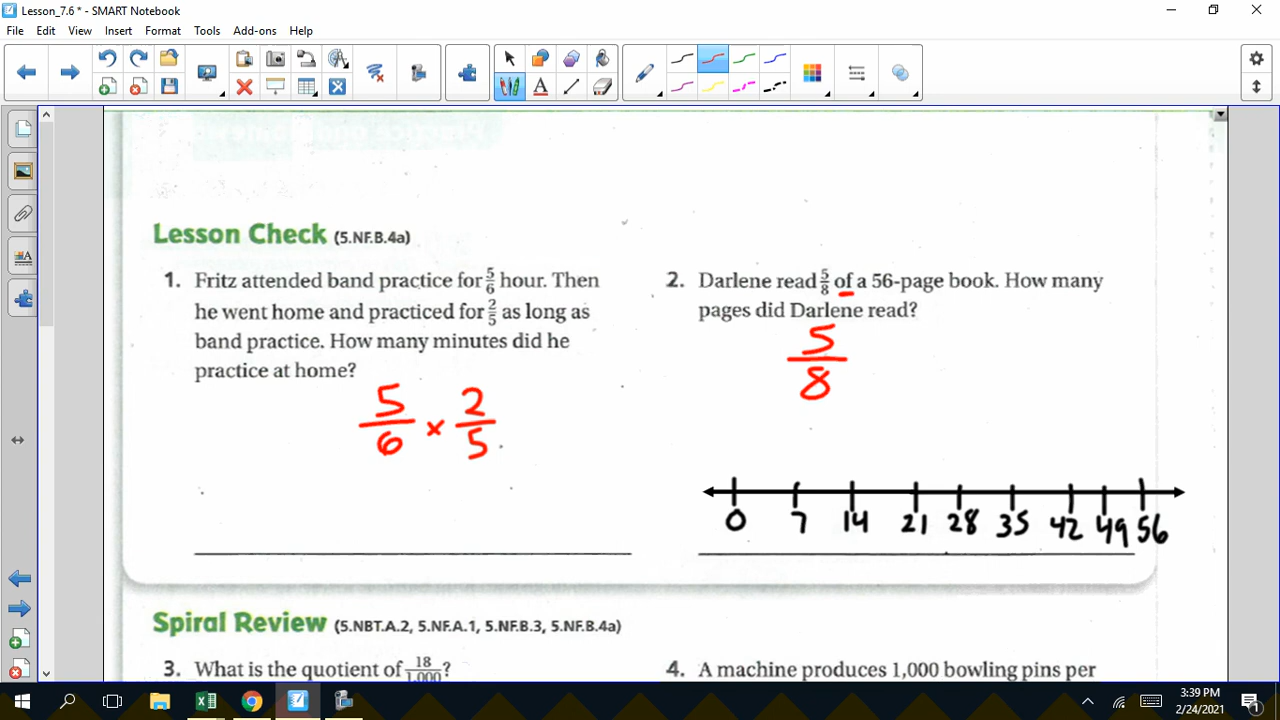 Lesson_7.6 * - SMART Notebook
File Edit View Insert Format Tools Add-ons Help
Lesson Check (5.NF.B.4a)
1. Fritz attended band practice for 5/6 hour. Then
he went home and practiced for 2/5 as long as
band practice. How many minutes did he
practice at home?
5/6 × 2/5
2. Darlene read 5/8 of a 56-page book. How many
pages did Darlene read?
5/8
0 7 14 21 28 35 42 49 56
Spiral Review (5.NBT.A.2, 5.NF.A.1, 5.NF.B.3, 5.NF.B.4a)
3. What is the quotient of 18/1,000?
4. A machine produces 1,000 bowling pins per
3:39 PM
2/24/2021